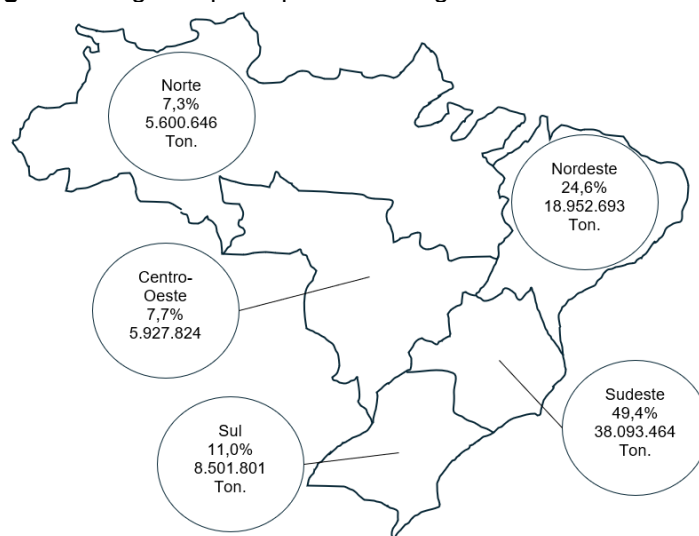 Norte
7,3%
5.600.646
Ton.
Nordeste
24,6%
18.952.693
Ton.
Centro-
Oeste
7,7%
5.927.824
Sudeste
49,4%
38.093.464
Ton.
Sul
11,0%
8.501.801
Ton.